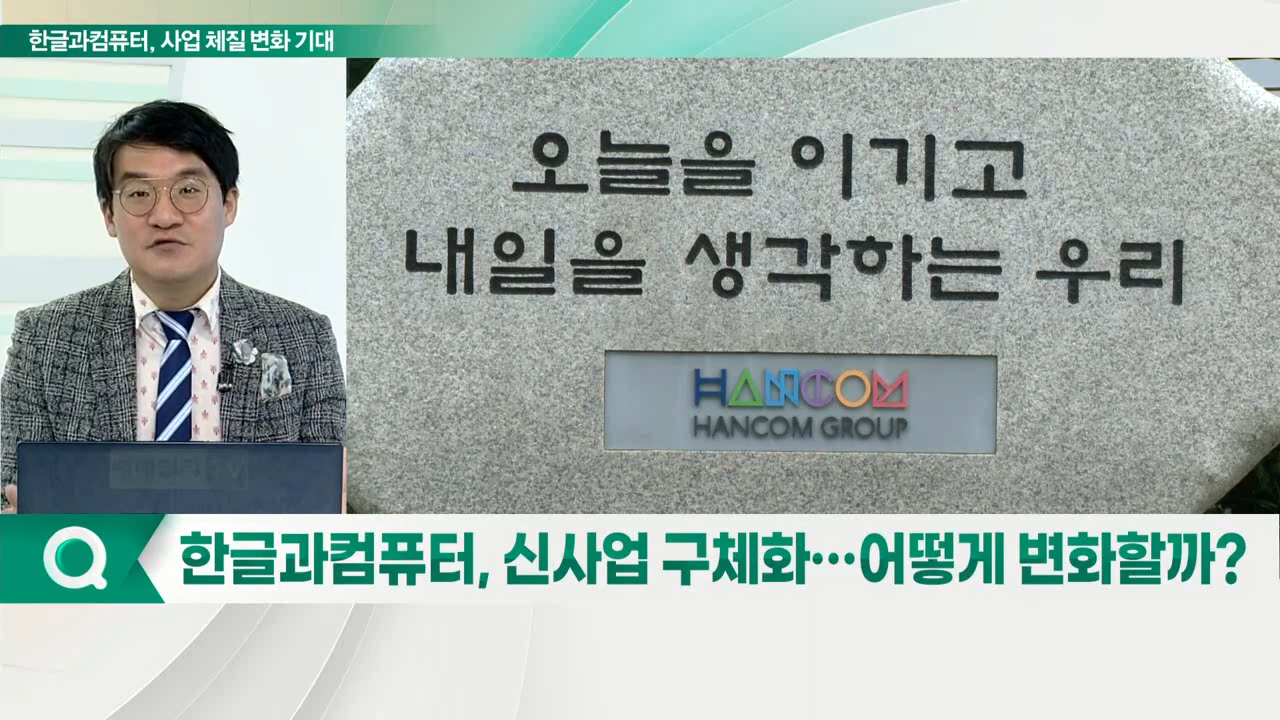 한글과컴퓨터, 사업 체질 변화 기대
오늘을 이기고
내일을 생각하는 우리
HANCOM
HANCOM GROUP
한글과컴퓨터, 신사업 구체화…어떻게 변화할까?